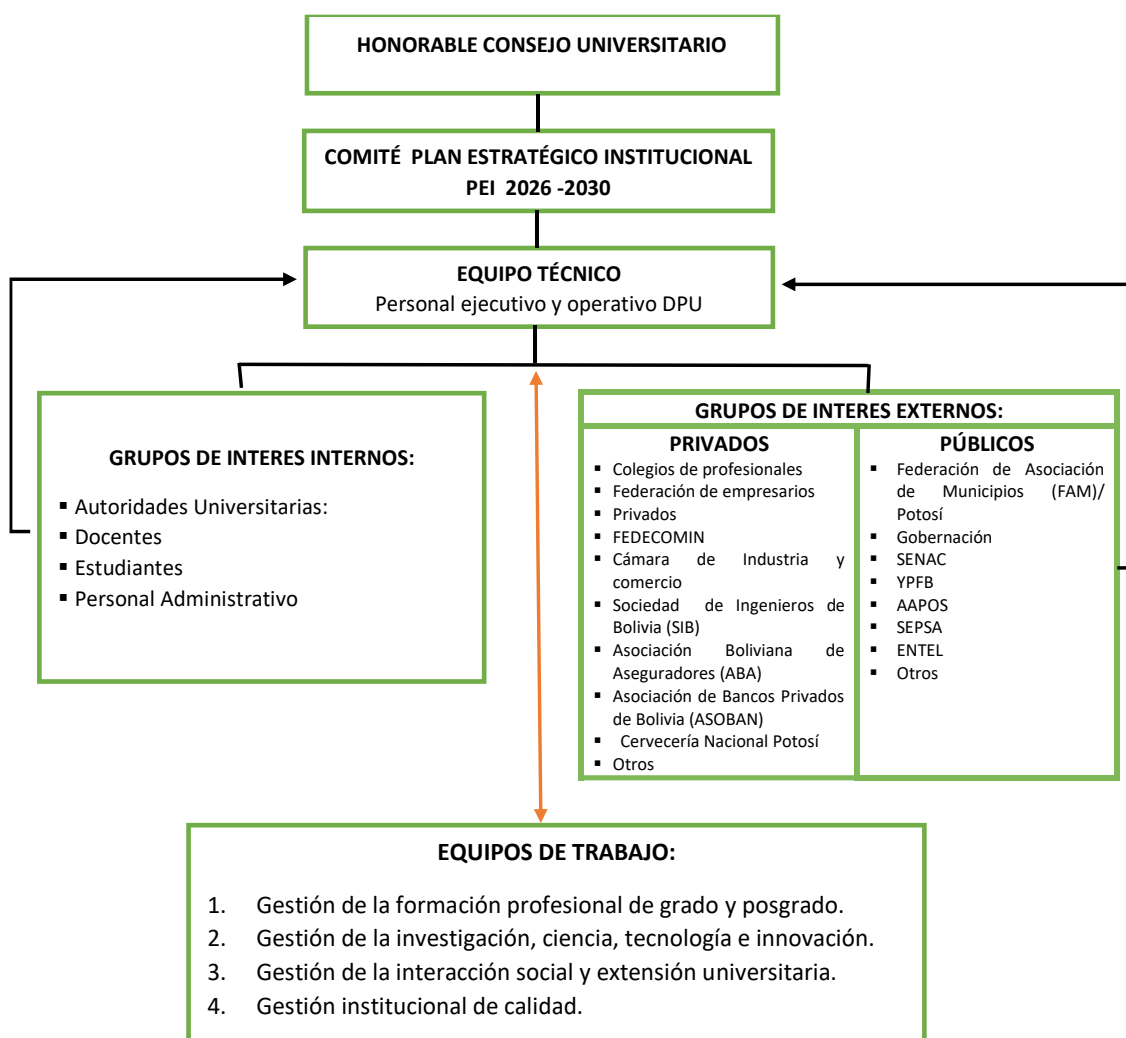 HONORABLE CONSEJO UNIVERSITARIO
COMITÉ PLAN ESTRATÉGICO INSTITUCIONAL
PEI 2026 -2030
EQUIPO TÉCNICO
Personal ejecutivo y operativo DPU
GRUPOS DE INTERES INTERNOS:
▪ Autoridades Universitarias:
▪ Docentes
▪ Estudiantes
▪ Personal Administrativo
GRUPOS DE INTERES EXTERNOS:
PRIVADOS
▪ Colegios de profesionales
▪ Federación de empresarios
▪ Privados
▪ FEDECOMIN
▪ Cámara de Industria y
comercio
▪ Sociedad de Ingenieros de
Bolivia (SIB)
▪ Asociación Boliviana de
Aseguradores (ABA)
▪ Asociación de Bancos Privados
de Bolivia (ASOBAN)
▪ Cervecería Nacional Potosí
▪ Otros
PÚBLICOS
▪ Federación de Asociación
de Municipios (FAM)/
Potosí
▪ Gobernación
▪ SENAC
▪ YPFB
▪ AAPOS
▪ SEPSA
▪ ENTEL
▪ Otros
EQUIPOS DE TRABAJO:
1. Gestión de la formación profesional de grado y posgrado.
2. Gestión de la investigación, ciencia, tecnología e innovación.
3. Gestión de la interacción social y extensión universitaria.
4. Gestión institucional de calidad.